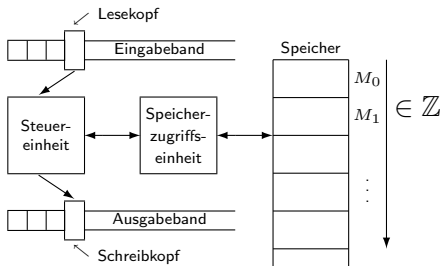 Lesekopf
Eingabeband
Speicher
M₀
M₁
∈ ℤ
Steuer-
einheit
Speicher-
zugriffs-
einheit
⋮
Ausgabeband
Schreibkopf